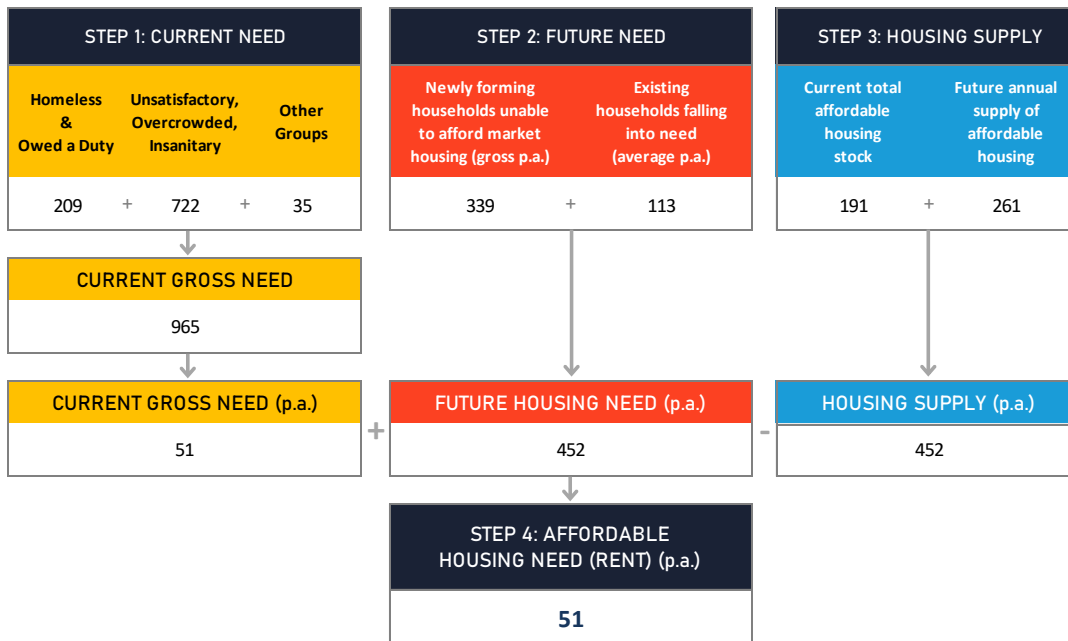 STEP 1: CURRENT NEED
Homeless
&
Owed a Duty
Unsatisfactory,
Overcrowded,
Insanitary
Other
Groups
209 + 722 + 35
CURRENT GROSS NEED
965
CURRENT GROSS NEED (p.a.)
51
+
STEP 2: FUTURE NEED
Newly forming
households unable
to afford market
housing (gross p.a.)
Existing
households falling
into need
(average p.a.)
339 + 113
FUTURE HOUSING NEED (p.a.)
452
-
STEP 3: HOUSING SUPPLY
Current total
affordable
housing
stock
Future annual
supply of
affordable
housing
191 + 261
HOUSING SUPPLY (p.a.)
452
STEP 4: AFFORDABLE
HOUSING NEED (RENT) (p.a.)
51